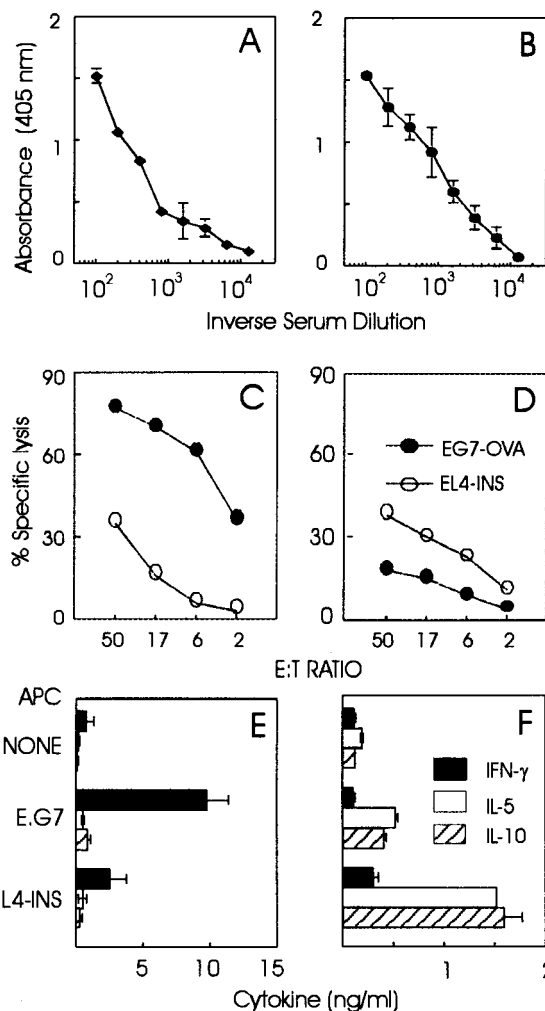 A
B
Absorbance (405 nm)
2
1
0
2
1
0
10² 10³ 10⁴
10² 10³ 10⁴
Inverse Serum Dilution
C
D
% Specific lysis
90
60
30
0
90
60
30
0
EG7-OVA
EL4-INS
50 17 6 2
50 17 6 2
E:T RATIO
APC
E
F
NONE
E.G7
L4-INS
IFN-γ
IL-5
IL-10
5 10 15
1 2
Cytokine (ng/ml)